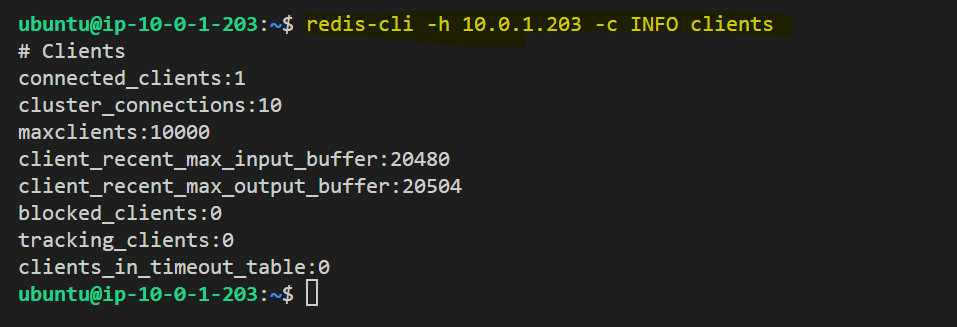 ubuntu@ip-10-0-1-203:~$ redis-cli -h 10.0.1.203 -c INFO clients
# Clients
connected_clients:1
cluster_connections:10
maxclients:10000
client_recent_max_input_buffer:20480
client_recent_max_output_buffer:20504
blocked_clients:0
tracking_clients:0
clients_in_timeout_table:0
ubuntu@ip-10-0-1-203:~$